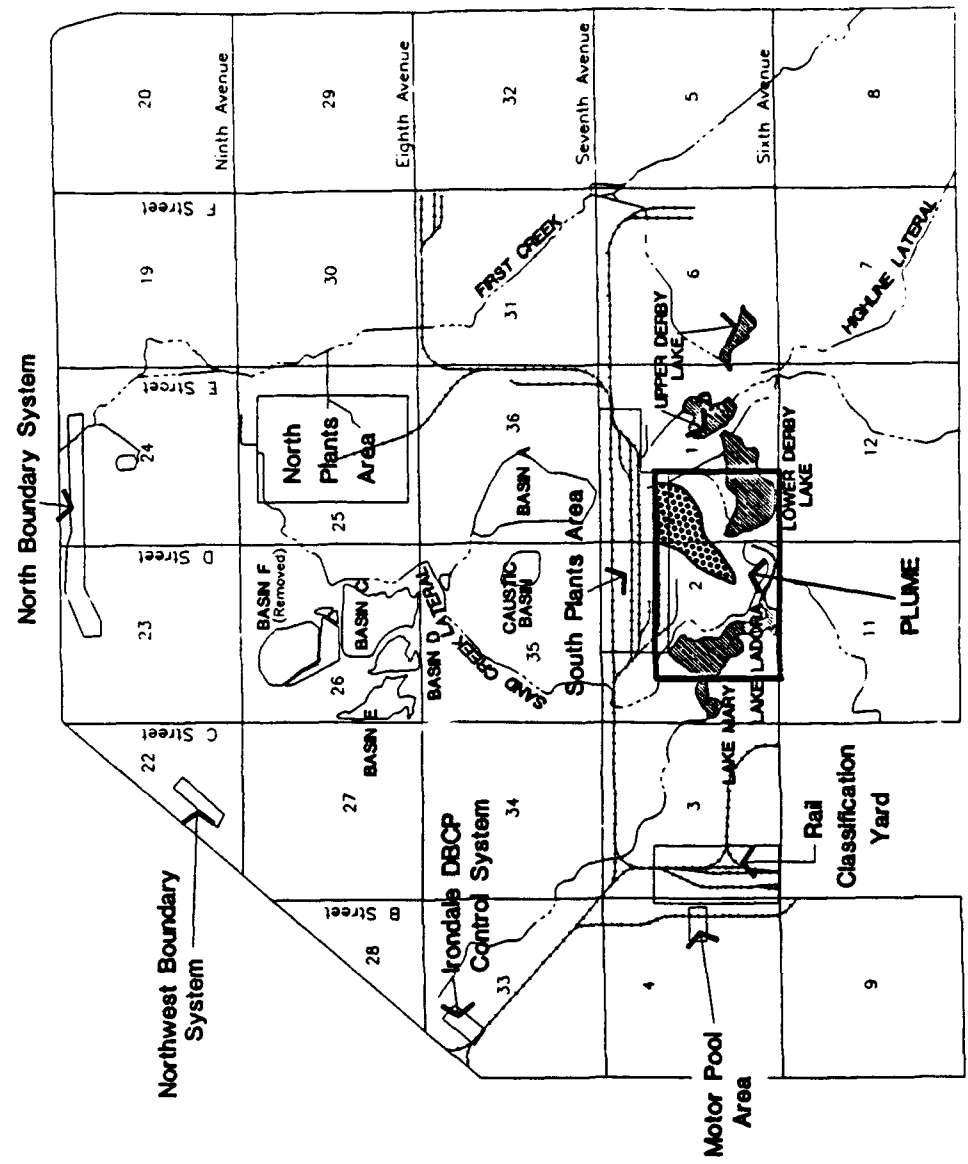 North Boundary System
Northwest Boundary
System
Irondale DBCP
Control System
Motor Pool
Area
Rail
Classification
Yard
North
Plants
Area
South Plants Area
PLUME
BASIN F
(Removed)
BASIN C
BASIN D
BASIN E
BASIN A
CAUSTIC
BASIN
SAND CREEK LATERAL
FIRST CREEK
HIGHLINE LATERAL
UPPER DERBY
LAKE
LOWER DERBY
LAKE
LAKE LADORA
LAKE MARY
Ninth Avenue
Eighth Avenue
Seventh Avenue
Sixth Avenue
B Street
C Street
D Street
E Street
F Street
22
23
24
19
20
28
27
26
25
30
29
33
34
35
36
31
32
4
3
2
1
6
5
9
11
12
7
8